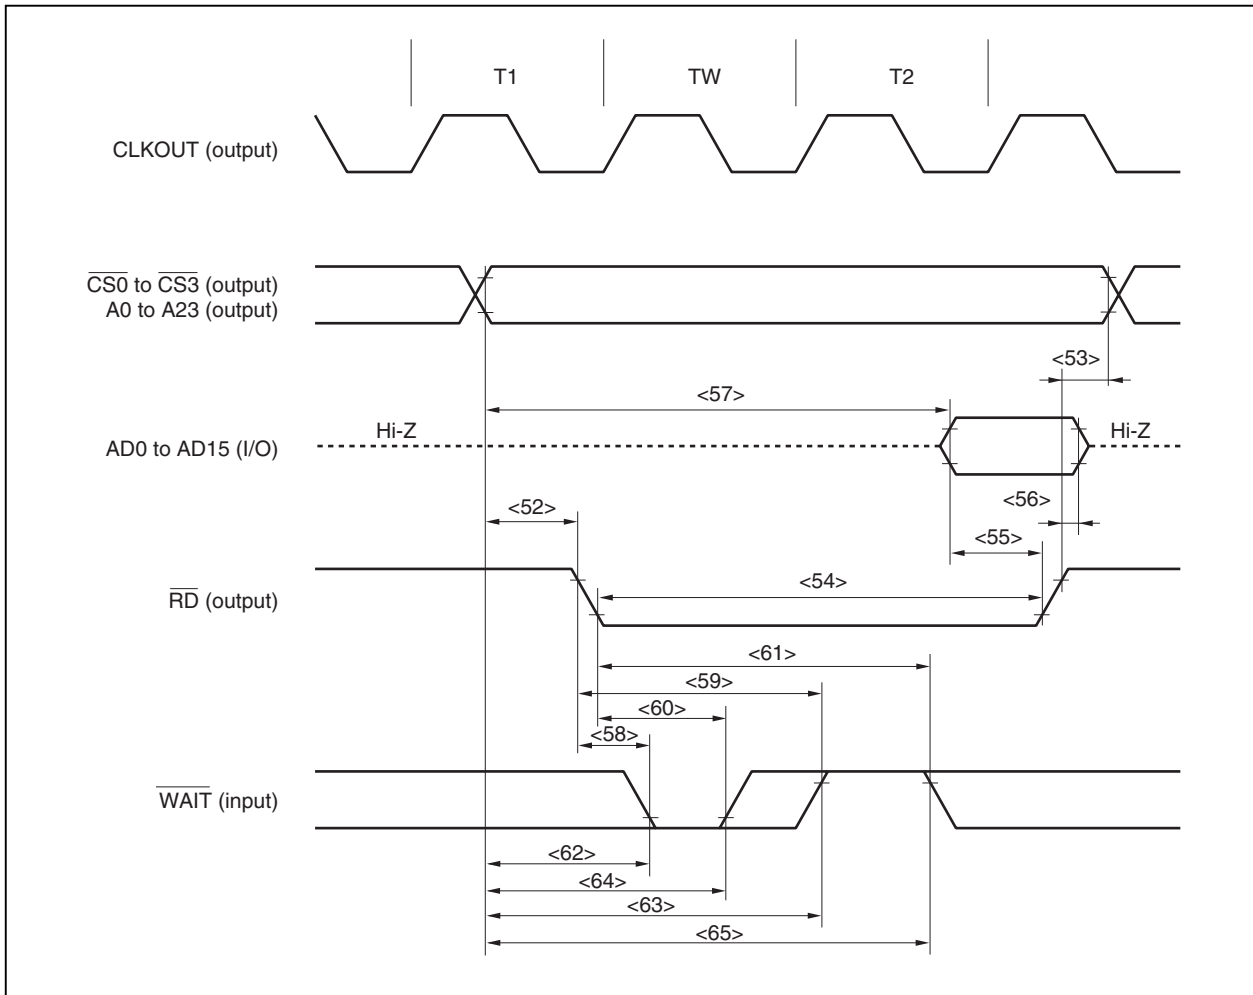 T1 TW T2
CLKOUT (output)
CS0 to CS3 (output)
A0 to A23 (output)
<53>
<57>
Hi-Z Hi-Z
AD0 to AD15 (I/O)
<56>
<52>
<55>
<54>
RD (output)
<61>
<59>
<60>
<58>
WAIT (input)
<62>
<64>
<63>
<65>